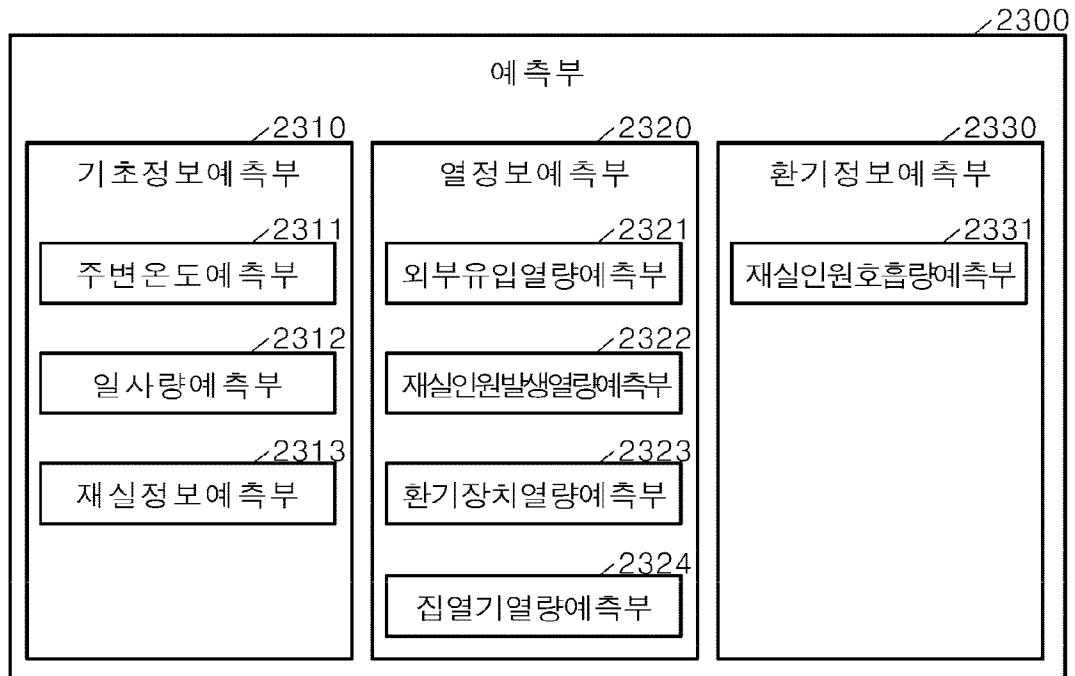 2300
예측부
2310
기초정보예측부
2311
주변온도예측부
2312
일사량예측부
2313
재실정보예측부
2320
열정보예측부
2321
외부유입열량예측부
2322
재실인원발생열량예측부
2323
환기장치열량예측부
2324
집열기열량예측부
2330
환기정보예측부
2331
재실인원호흡량예측부